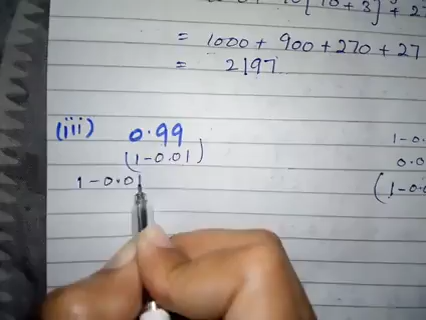 = 1000 + 900 + 270 + 27
= 2197
(iii) 0.99
(1-0.01)
1-0.01